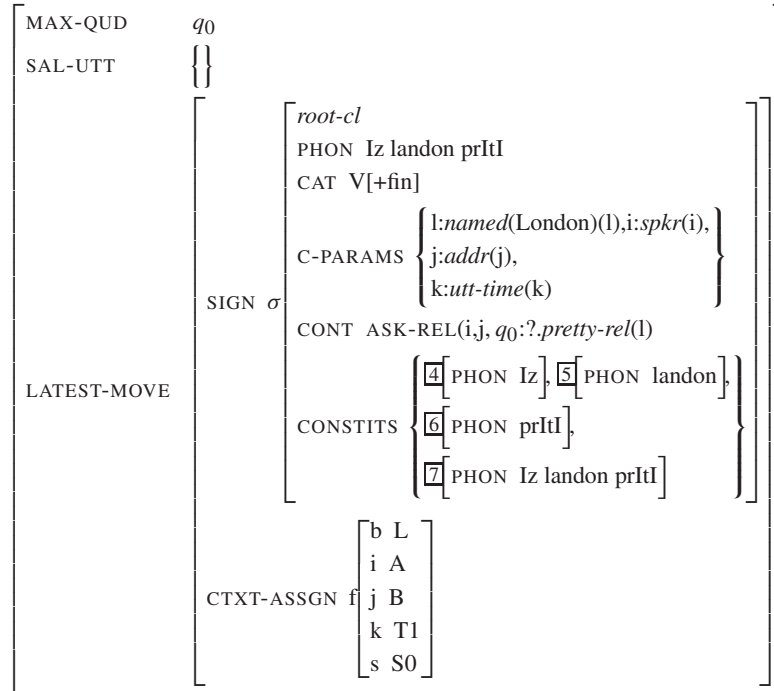 MAX-QUD q0
SAL-UTT {}
root-cl
PHON Iz landon prItI
CAT V[+fin]
l:named(London)(l),i:spkr(i),
C-PARAMS j:addr(j),
k:utt-time(k)
SIGN σ
CONT ASK-REL(i,j, q0:?.pretty-rel(l)
LATEST-MOVE
4[PHON Iz], 5[PHON landon],
CONSTITS 6[PHON prItI],
7[PHON Iz landon prItI]
b L
i A
CTXT-ASSGN f j B
k T1
s S0